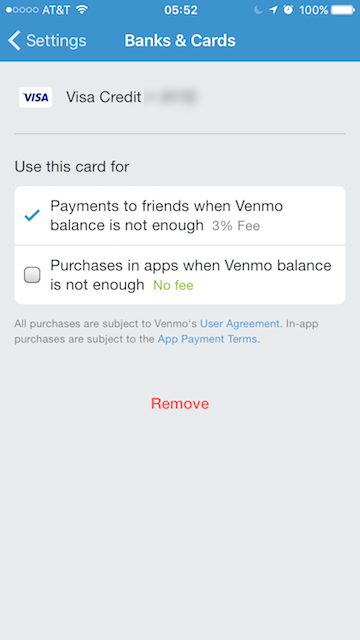 AT&T 05:52 100%
Settings Banks & Cards
VISA Visa Credit
Use this card for
Payments to friends when Venmo
balance is not enough 3% Fee
Purchases in apps when Venmo balance
is not enough No fee
All purchases are subject to Venmo's User Agreement. In-app
purchases are subject to the App Payment Terms.
Remove